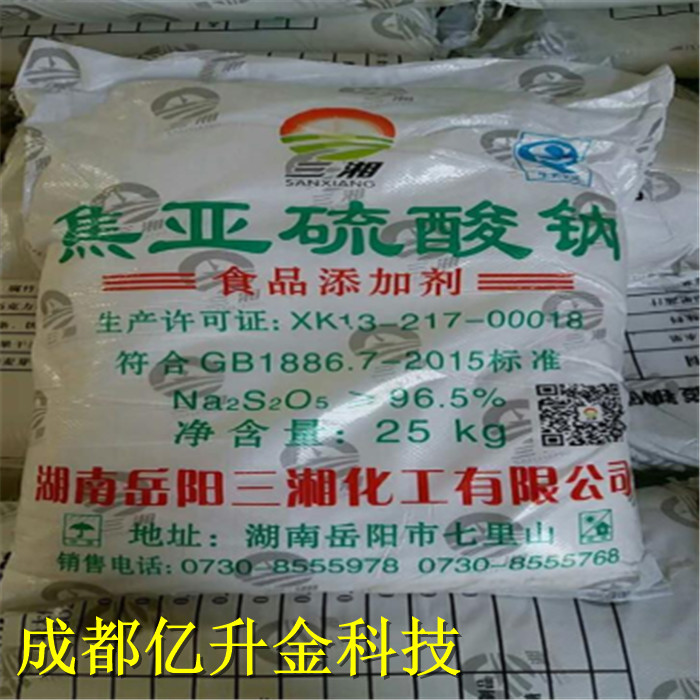 三湘
SANXIANG
焦亚硫酸钠
食品添加剂
生产许可证:XK13-217-00018
符合GB1886.7-2015标准
Na₂S₂O₅ ≥96.5%
净含量:25 kg
湖南岳阳三湘化工有限公司
地址:湖南岳阳市七里山
销售电话:0730-8555978 0730-8555768
成都亿升金科技